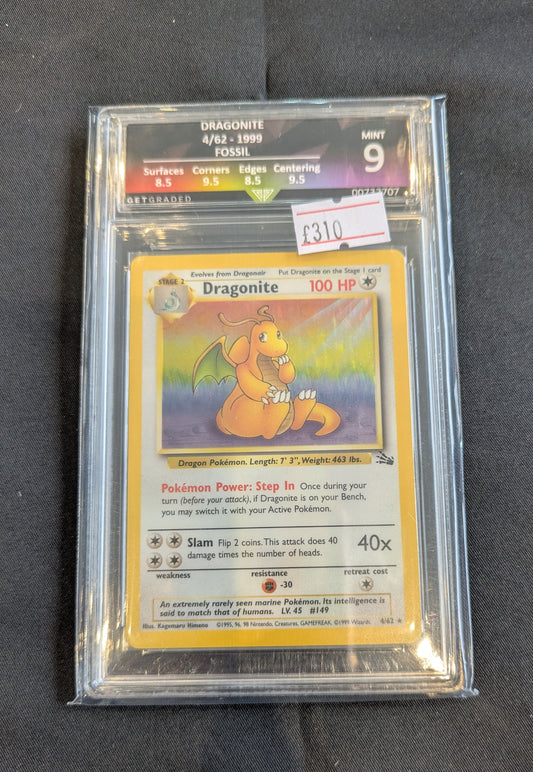 DRAGONITE
4/62 - 1999
FOSSIL
MINT
9
Surfaces Corners Edges Centering
8.5 9.5 8.5 9.5
GETGRADED
£310
Evolves from Dragonair Put Dragonite on the Stage 1 card
STAGE 2
Dragonite 100 HP
Dragon Pokémon. Length: 7' 3", Weight: 463 lbs.
Pokémon Power: Step In Once during your
turn (before your attack), if Dragonite is on your Bench,
you may switch it with your Active Pokémon.
Slam Flip 2 coins. This attack does 40
damage times the number of heads.
40x
weakness resistance retreat cost
-30
An extremely rarely seen marine Pokémon. Its intelligence is
said to match that of humans. LV. 45 #149
Illus. Kagemaru Himeno ©1995, 96, 98 Nintendo, Creatures, GAMEFREAK. ©1999 Wizards. 4/62 ★